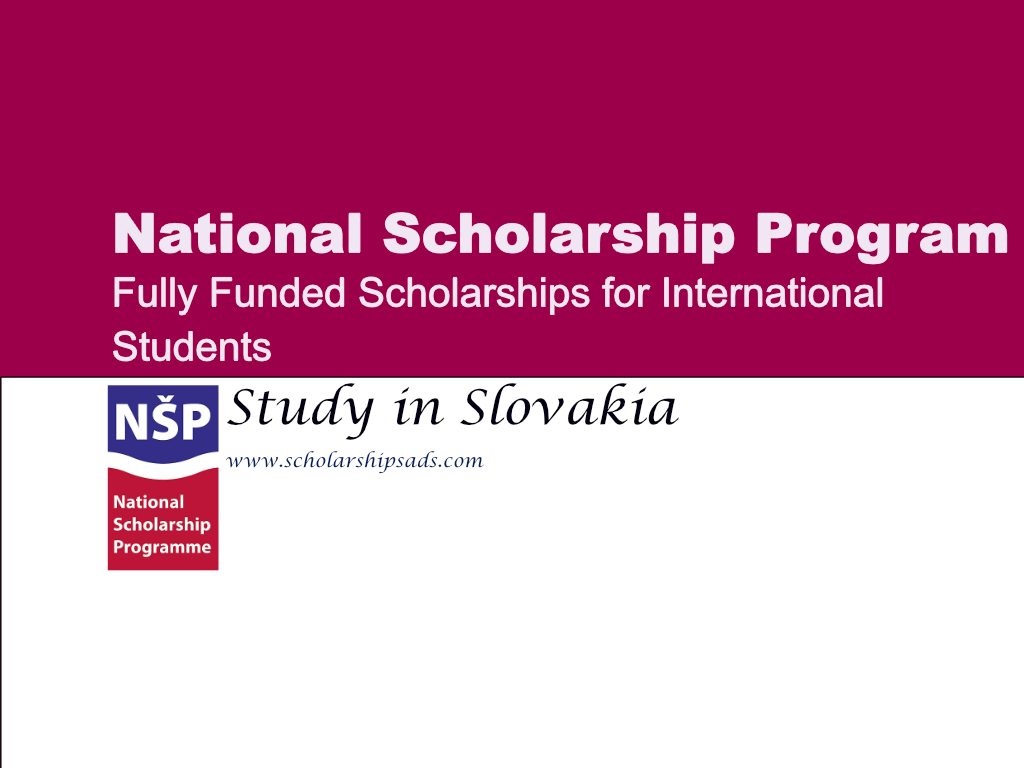 National Scholarship Program
Fully Funded Scholarships for International
Students
NŠP
National
Scholarship
Programme
Study in Slovakia
www.scholarshipsads.com